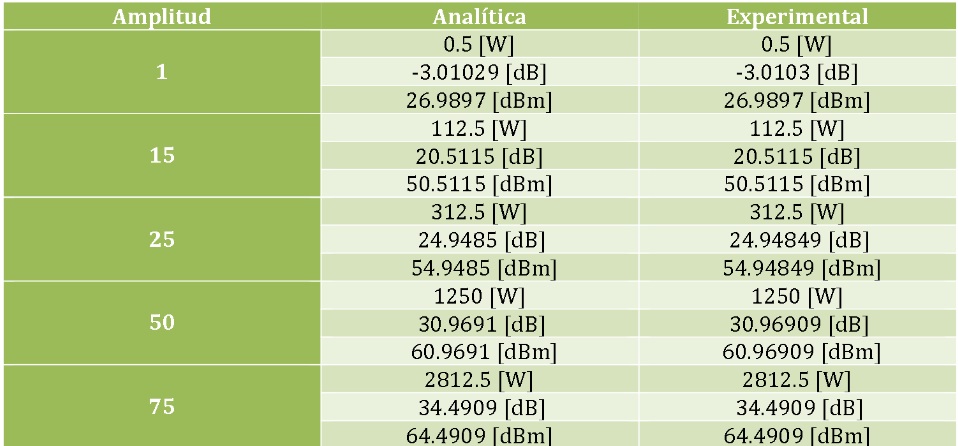 Amplitud Analítica Experimental
0.5 [W] 0.5 [W]
1 -3.01029 [dB] -3.0103 [dB]
26.9897 [dBm] 26.9897 [dBm]
112.5 [W] 112.5 [W]
15 20.5115 [dB] 20.5115 [dB]
50.5115 [dBm] 50.5115 [dBm]
312.5 [W] 312.5 [W]
25 24.9485 [dB] 24.94849 [dB]
54.9485 [dBm] 54.94849 [dBm]
1250 [W] 1250 [W]
50 30.9691 [dB] 30.96909 [dB]
60.9691 [dBm] 60.96909 [dBm]
2812.5 [W] 2812.5 [W]
75 34.4909 [dB] 34.4909 [dB]
64.4909 [dBm] 64.4909 [dBm]